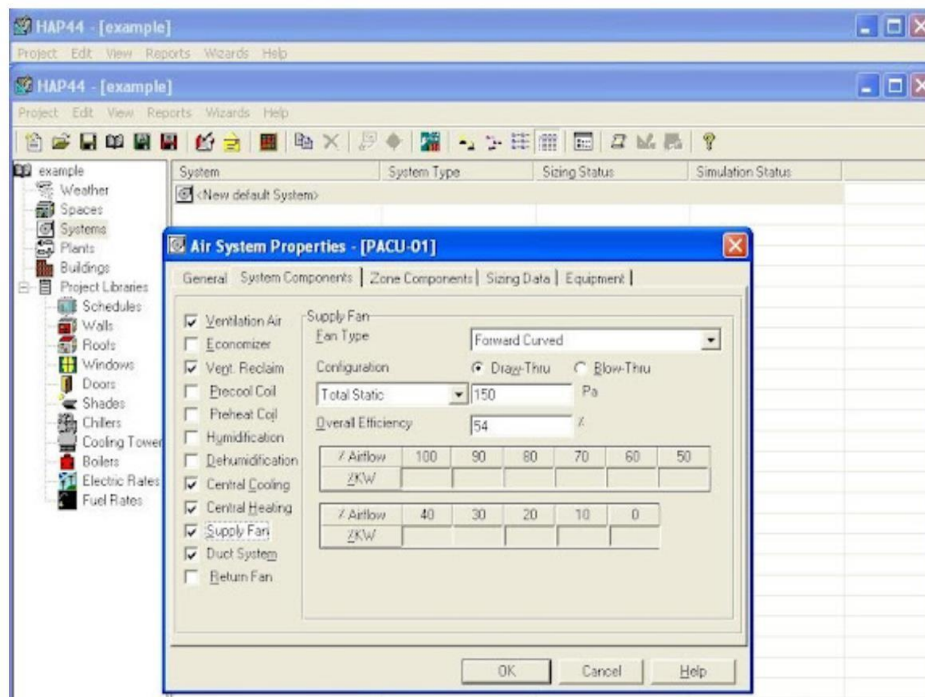 HAP44 - [example]
Project Edit View Reports Wizards Help
HAP44 - [example]
Project Edit View Reports Wizards Help
example
Weather
Spaces
Systems
Plants
Buildings
Project Libraries
Schedules
Walls
Roofs
Windows
Doors
Shades
Chillers
Cooling Tower
Boilers
Electric Rates
Fuel Rates
System System Type Sizing Status Simulation Status
<New default System>
Air System Properties - [PACU-01]
General System Components Zone Components Sizing Data Equipment
Ventilation Air
Economizer
Vent. Reclaim
Precool Coil
Preheat Coil
Humidification
Dehumidification
Central Cooling
Central Heating
Supply Fan
Duct System
Return Fan
Supply Fan
Fan Type Forward Curved
Configuration Draw-Thru Blow-Thru
Total Static 150 Pa
Overall Efficiency 54 %
% Airflow 100 90 80 70 60 50
%KW
% Airflow 40 30 20 10 0
%KW
OK Cancel Help